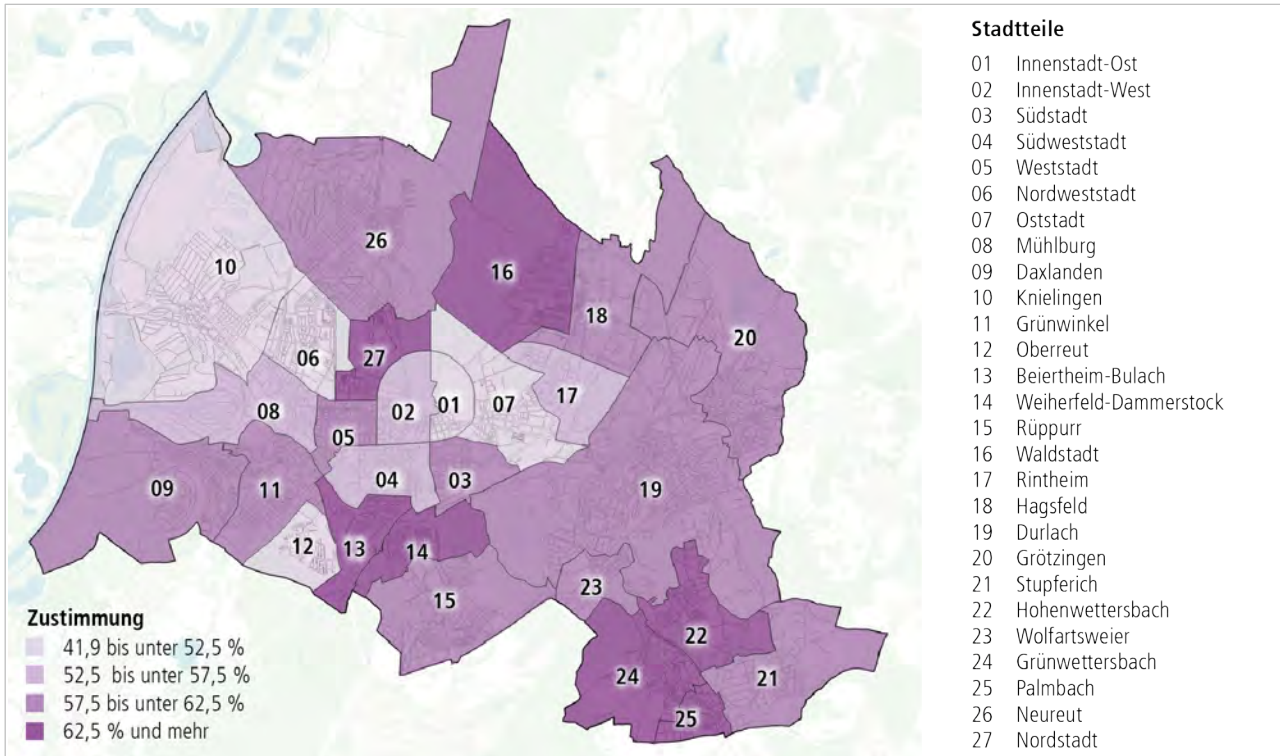 Stadtteile
01 Innenstadt-Ost
02 Innenstadt-West
03 Südstadt
04 Südweststadt
05 Weststadt
06 Nordweststadt
07 Oststadt
08 Mühlburg
09 Daxlanden
10 Knielingen
11 Grünwinkel
12 Oberreut
13 Beiertheim-Bulach
14 Weiherfeld-Dammerstock
15 Rüppurr
16 Waldstadt
17 Rintheim
18 Hagsfeld
19 Durlach
20 Grötzingen
21 Stupferich
22 Hohenwettersbach
23 Wolfartsweier
24 Grünwettersbach
25 Palmbach
26 Neureut
27 Nordstadt
26
10
16
18
20
06
27
17
08
02
01
07
05
04
03
09
11
19
12
13
14
15
23
22
24
21
25
Zustimmung
41,9 bis unter 52,5 %
52,5 bis unter 57,5 %
57,5 bis unter 62,5 %
62,5 % und mehr